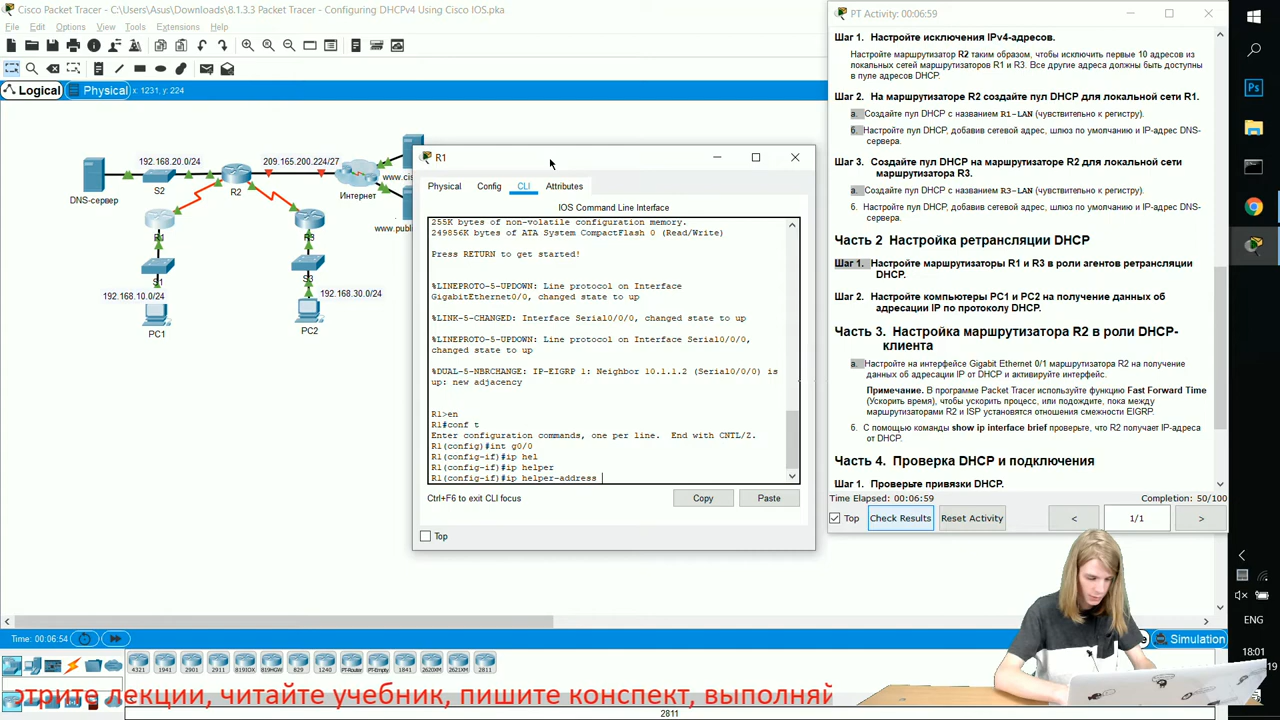 Cisco Packet Tracer - C:\Users\Asus\Downloads\8.1.3.3 Packet Tracer - Configuring DHCPv4 Using Cisco IOS.pka
File Edit Options View Tools Extensions Help
Logical Physical x: 1231, y: 224
192.168.20.0/24
209.165.200.224/27
DNS-сервер
S2
R2
Интернет
www.cis
www.publ
R1
R3
S1
S3
192.168.10.0/24
192.168.30.0/24
PC1
PC2
R1
Physical Config CLI Attributes
IOS Command Line Interface
255K bytes of non-volatile configuration memory.
249856K bytes of ATA System CompactFlash 0 (Read/Write)
Press RETURN to get started!
%LINEPROTO-5-UPDOWN: Line protocol on Interface
GigabitEthernet0/0, changed state to up
%LINK-5-CHANGED: Interface Serial0/0/0, changed state to up
%LINEPROTO-5-UPDOWN: Line protocol on Interface Serial0/0/0,
changed state to up
%DUAL-5-NBRCHANGE: IP-EIGRP 1: Neighbor 10.1.1.2 (Serial0/0/0) is
up: new adjacency
R1>en
R1#conf t
Enter configuration commands, one per line. End with CNTL/Z.
R1(config)#int g0/0
R1(config-if)#ip hel
R1(config-if)#ip helper
R1(config-if)#ip helper-address
Ctrl+F6 to exit CLI focus
Copy Paste
Top
PT Activity: 00:06:59
Шаг 1. Настройте исключения IPv4-адресов.
Настройте маршрутизатор R2 таким образом, чтобы исключить первые 10 адресов из
локальных сетей маршрутизаторов R1 и R3. Все другие адреса должны быть доступны
в пуле адресов DHCP.
Шаг 2. На маршрутизаторе R2 создайте пул DHCP для локальной сети R1.
а. Создайте пул DHCP с названием R1-LAN (чувствительно к регистру).
б. Настройте пул DHCP, добавив сетевой адрес, шлюз по умолчанию и IP-адрес DNS-
сервера.
Шаг 3. Создайте пул DHCP на маршрутизаторе R2 для локальной сети
маршрутизатора R3.
а. Создайте пул DHCP с названием R3-LAN (чувствительно к регистру).
б. Настройте пул DHCP, добавив сетевой адрес, шлюз по умолчанию и IP-адрес DNS-
сервера.
Часть 2 Настройка ретрансляции DHCP
Шаг 1. Настройте маршрутизаторы R1 и R3 в роли агентов ретрансляции
DHCP.
Шаг 2. Настройте компьютеры PC1 и PC2 на получение данных об
адресации IP по протоколу DHCP.
Часть 3. Настройка маршрутизатора R2 в роли DHCP-
клиента
а. Настройте на интерфейсе Gigabit Ethernet 0/1 маршрутизатора R2 на получение
данных об адресации IP от DHCP и активируйте интерфейс.
Примечание. В программе Packet Tracer используйте функцию Fast Forward Time
(Ускорить время), чтобы ускорить процесс, или подождите, пока между
маршрутизаторами R2 и ISP установятся отношения смежности EIGRP.
б. С помощью команды show ip interface brief проверьте, что R2 получает IP-адреса
от DHCP.
Часть 4. Проверка DHCP и подключения
Шаг 1. Проверьте привязки DHCP.
Time Elapsed: 00:06:59 Completion: 50/100
Top Check Results Reset Activity < 1/1 >
Time: 00:06:54
Simulation
4321 1941 2901 2911 819IOX 819HGW 829 1240 PT-Router PT-Empty 1841 2620XM 2621XM 2811
2811
этрите лекции, читайте учебник, пишите конспект, выполняй
ENG
18:01